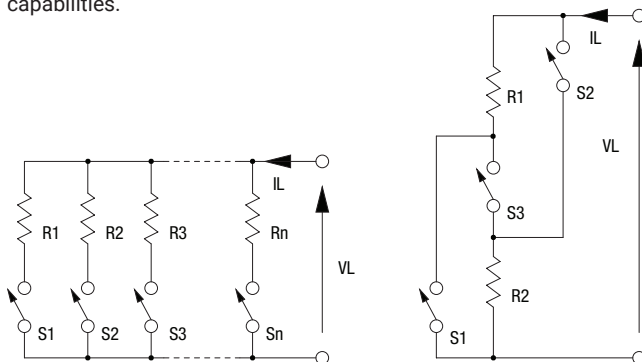 capabilities.
IL
R1
S2
VL
S3
R2
S1
IL
R1
R2
R3
Rn
VL
S1
S2
S3
Sn